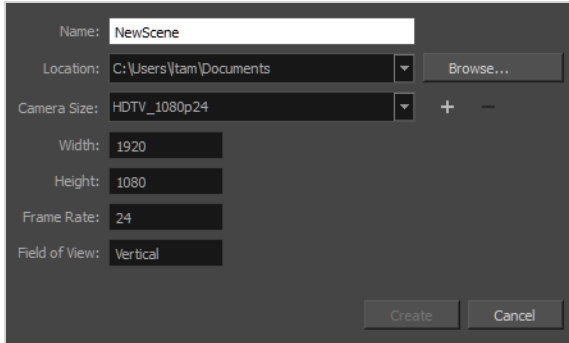 Name: NewScene
Location: C:\Users\ltam\Documents Browse...
Camera Size: HDTV_1080p24
Width: 1920
Height: 1080
Frame Rate: 24
Field of View: Vertical
Create Cancel